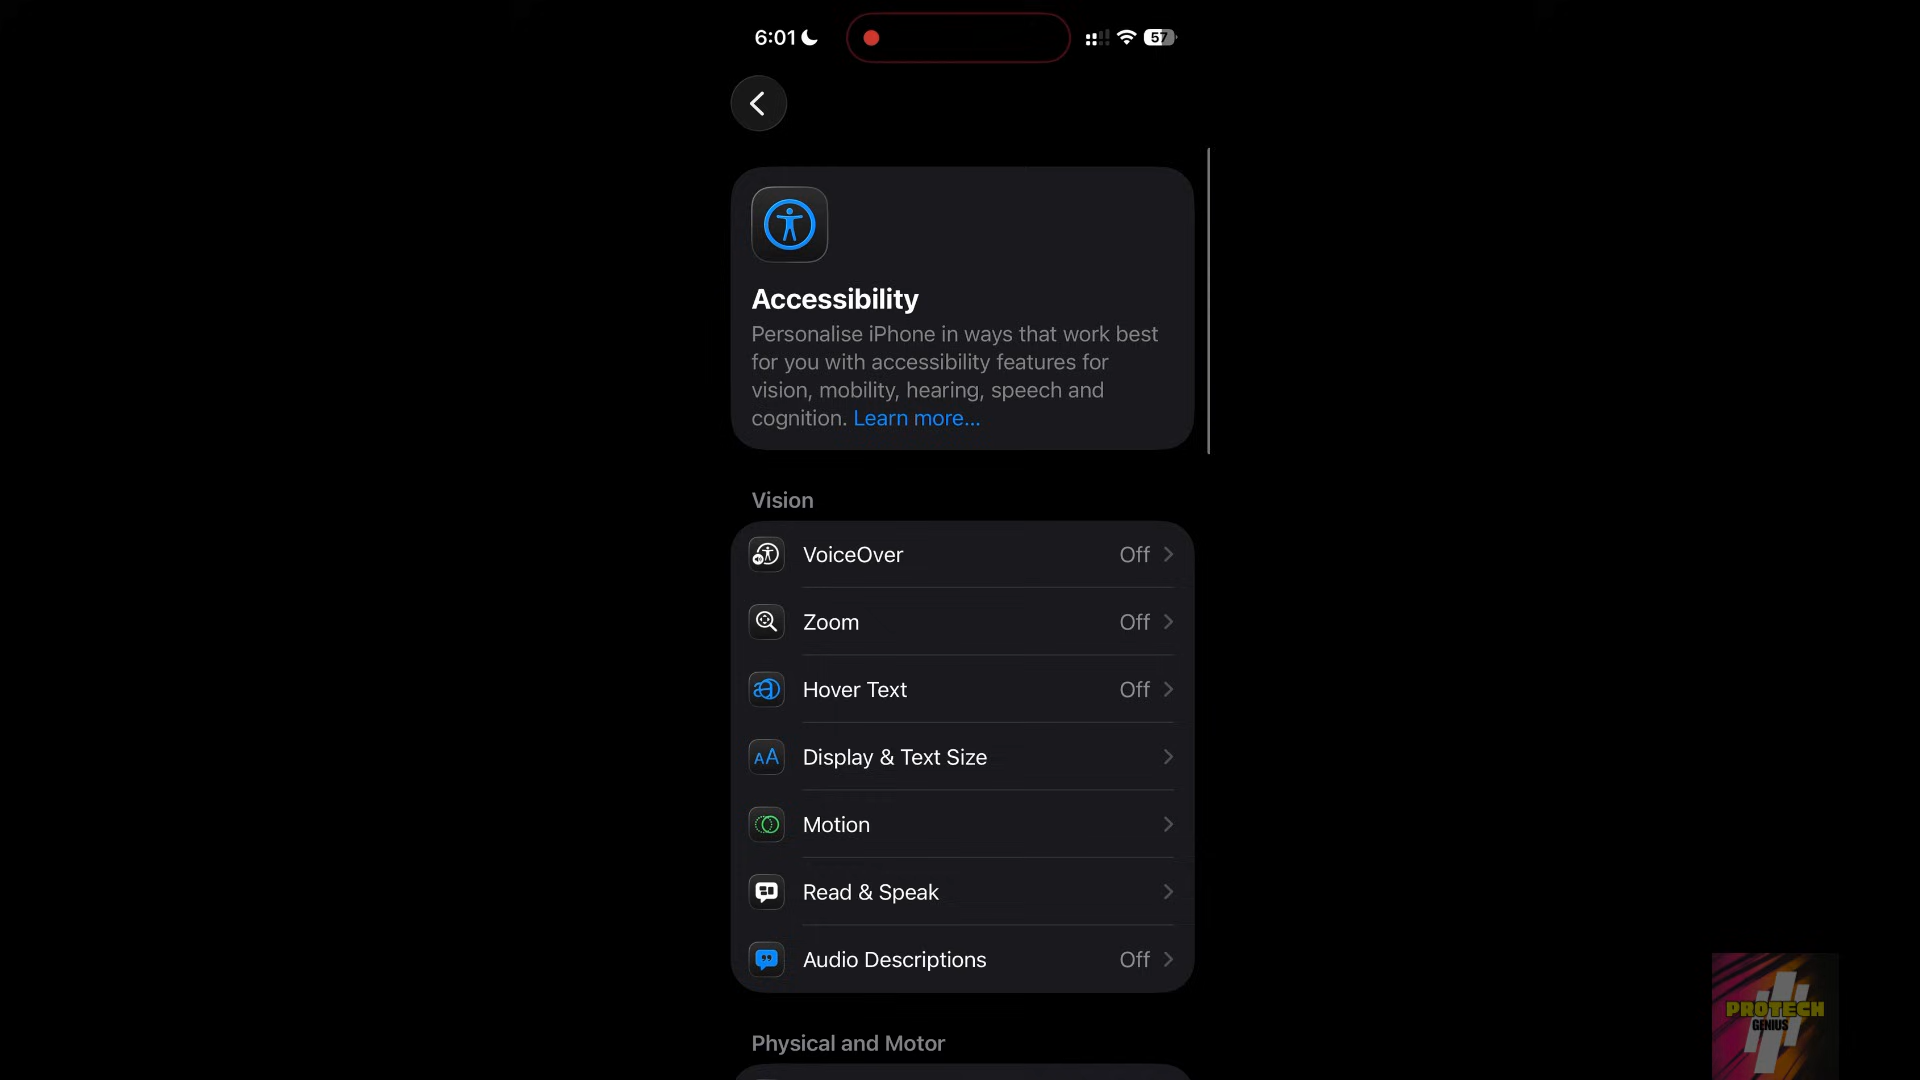 6:01
57
Accessibility
Personalise iPhone in ways that work best
for you with accessibility features for
vision, mobility, hearing, speech and
cognition. Learn more...
Vision
VoiceOver Off
Zoom Off
Hover Text Off
Display & Text Size
Motion
Read & Speak
Audio Descriptions Off
Physical and Motor
PROTECH
GENIUS